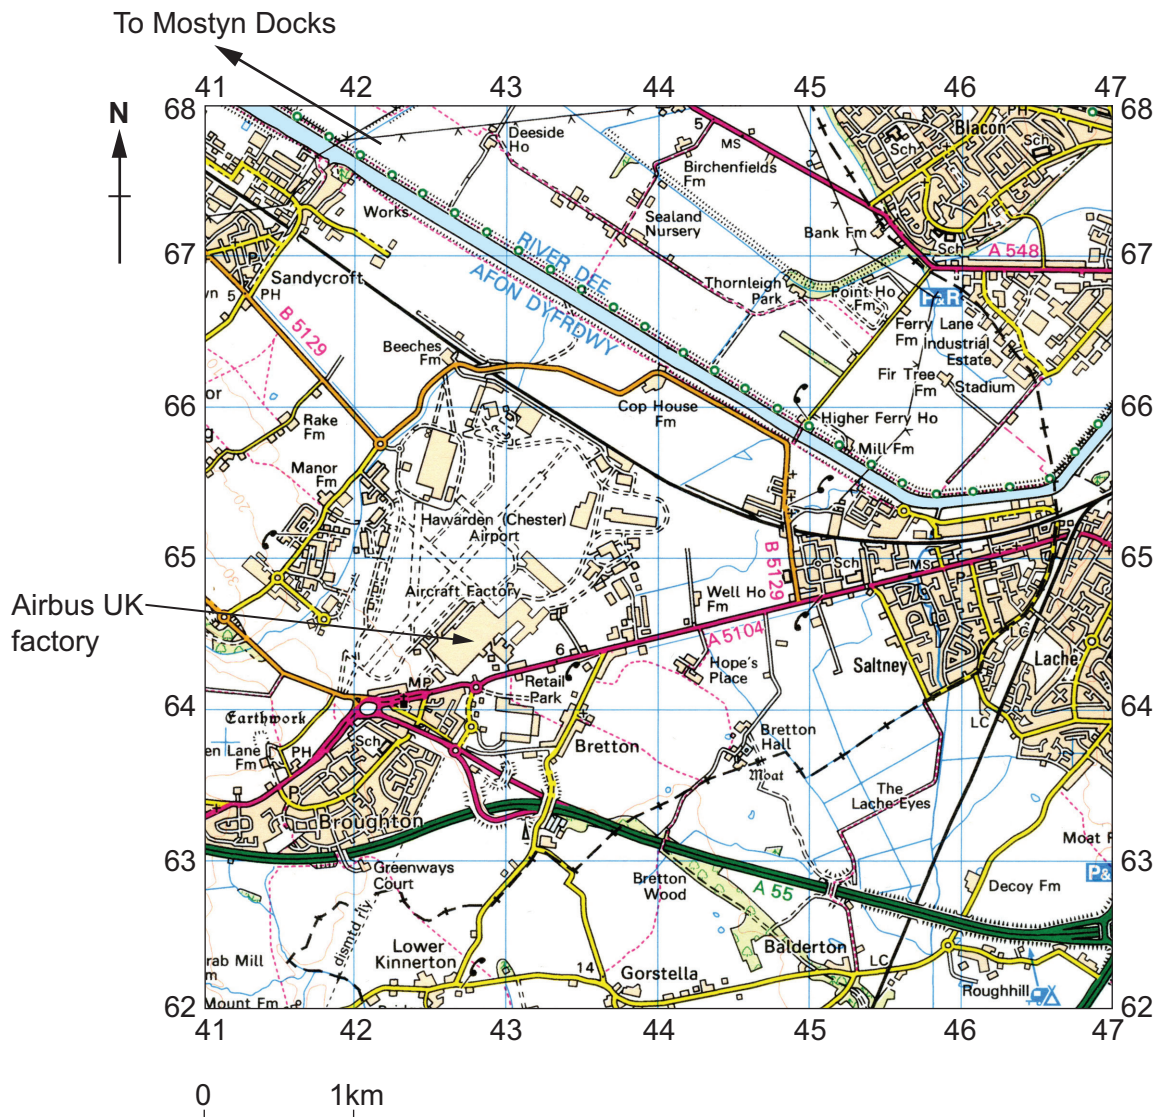 To Mostyn Docks
41 42 43 44 45 46 47
N
68
68
PH
Deeside
Ho
5
MS
Blacon
Sch
Sch
Birchenfields
Fm
Works
Sealand
Nursery
Bank Fm
Sch
67
67
RIVER DEE
AFON DYFRDWY
A 548
P
Sandycroft
5
PH
Thornleigh
Park
Point Ho
Fm
P&R
B 5129
Ferry Lane
Fm
Industrial
Estate
Beeches
Fm
Fir Tree
Fm
Stadium
66
66
Cop House
Fm
Higher Ferry Ho
Rake
Fm
Mill Fm
Manor
Fm
Hawarden (Chester)
Airport
65
65
B 5129
Sch
MS
P
Airbus UK
factory
Aircraft Factory
Well Ho
Fm
A 5104
LC
6
Hope's
Place
Saltney
Lache
MP
Retail
Park
64
64
Earthwork
LC
en Lane
Fm
PH
Sch
Bretton
Bretton
Hall
Moat
P
The
Lache Eyes
Broughton
Moat F
63
63
Greenways
Court
Bretton
Wood
A 55
Decoy Fm
P&
dismtd rly
Lower
Kinnerton
Balderton
LC
rab Mill
m
14
Gorstella
Roughhill
Mount Fm
62
62
41 42 43 44 45 46 47
0 1km